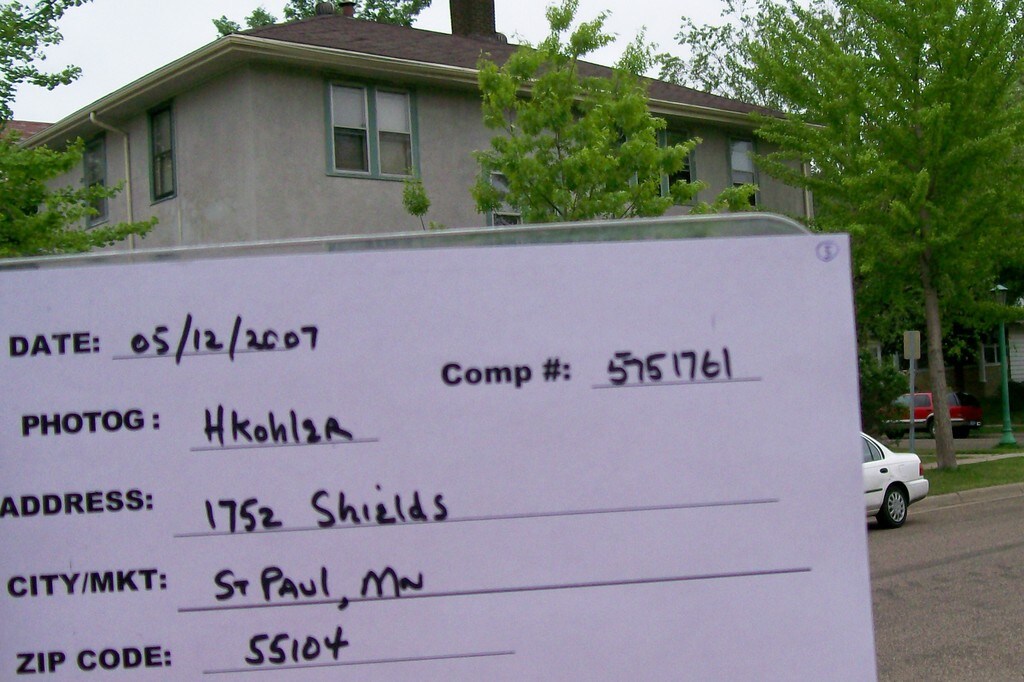 DATE: 05/12/2007
Comp #: 5751761
PHOTOG: HkohleR
ADDRESS: 1752 Shields
CITY/MKT: ST PAUL, MN
ZIP CODE: 55104